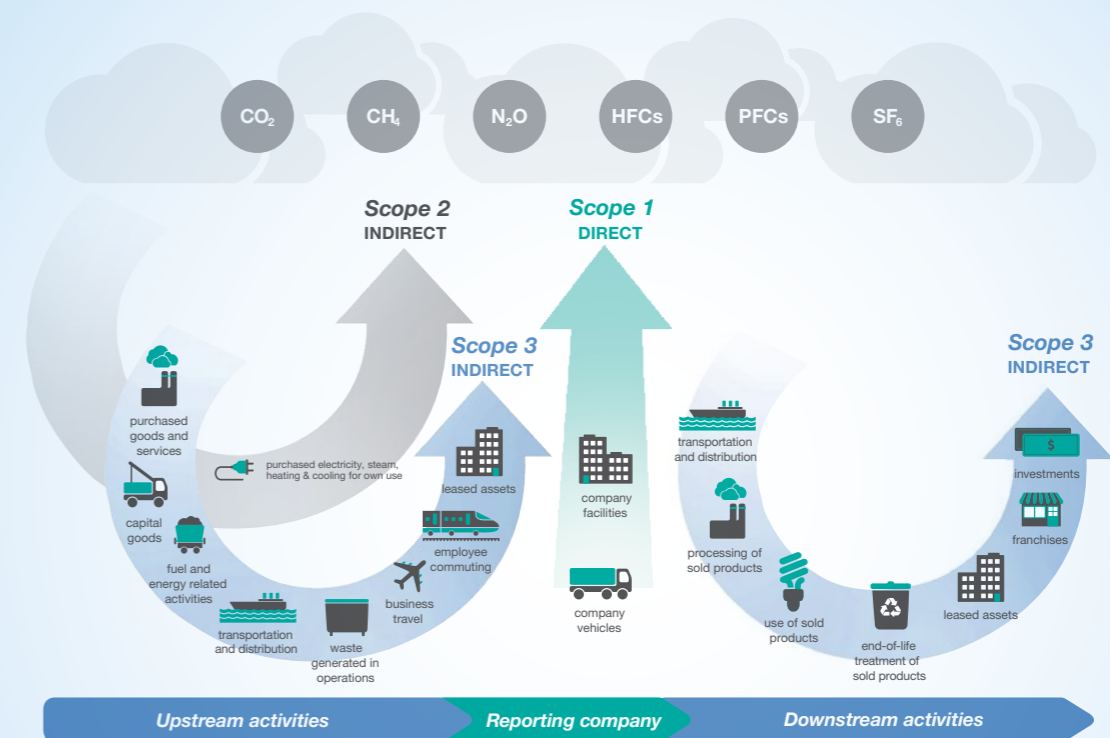 CO₂
CH₄
N₂O
HFCs
PFCs
SF₆
Scope 2
INDIRECT
Scope 1
DIRECT
Scope 3
INDIRECT
Scope 3
INDIRECT
purchased
goods and
services
capital
goods
fuel and
energy related
activities
purchased electricity, steam,
heating & cooling for own use
transportation
and distribution
waste
generated in
operations
business
travel
employee
commuting
leased assets
company
facilities
company
vehicles
transportation
and distribution
processing of
sold products
use of sold
products
end-of-life
treatment of
sold products
leased assets
franchises
$
investments
Upstream activities
Reporting company
Downstream activities